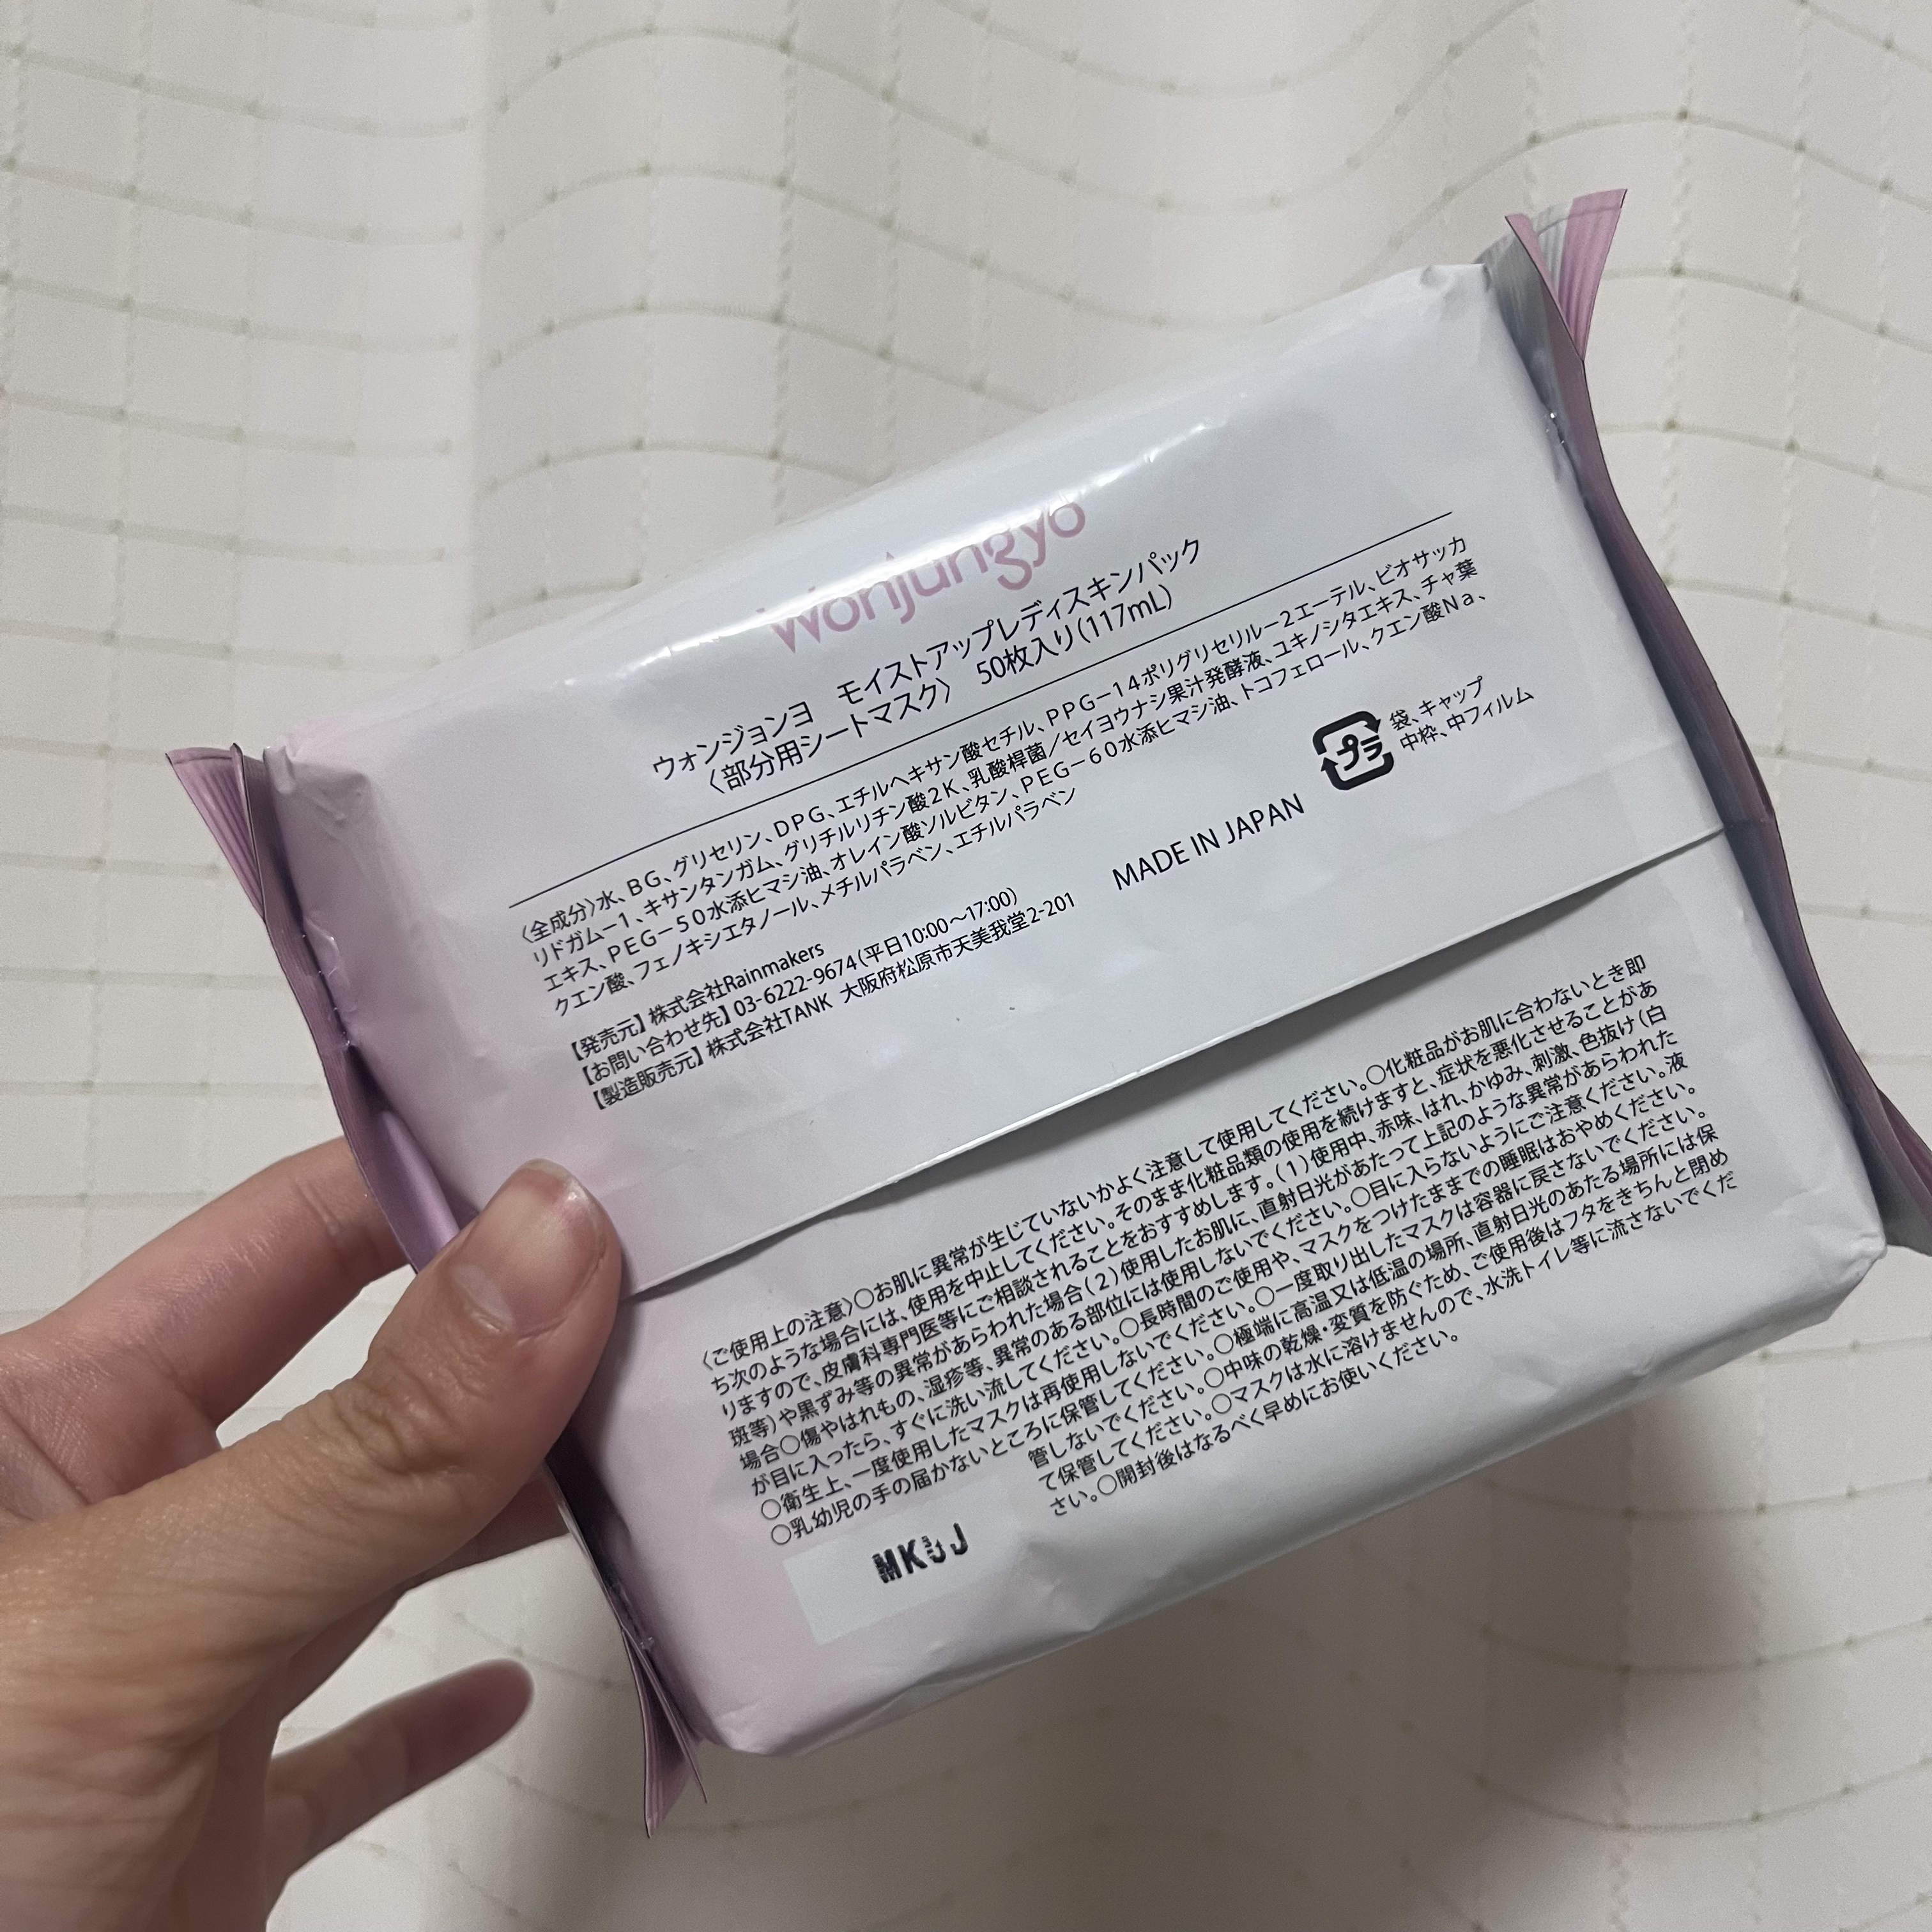 Wonjungyo
ウォンジョンヨ　モイストアップレディスキンパック
〈部分用シートマスク〉　50枚入り(117mL)
〈全成分〉水、BG、グリセリン、DPG、エチルヘキサン酸セチル、PPG－14ポリグリセリル－2エーテル、ビオサッカ
リドガム－1、キサンタンガム、グリチルリチン酸2K、乳酸桿菌／セイヨウナシ果汁発酵液、ユキノシタエキス、チャ葉
エキス、PEG－50水添ヒマシ油、オレイン酸ソルビタン、PEG－60水添ヒマシ油、トコフェロール、クエン酸Na、
クエン酸、フェノキシエタノール、メチルパラベン、エチルパラベン
【発売元】株式会社Rainmakers
【お問い合わせ先】03-6222-9674(平日10:00～17:00)
【製造販売元】株式会社TANK 大阪府松原市天美我堂2-201
MADE IN JAPAN
プラ
袋、キャップ
中枠、中フィルム
〈ご使用上の注意〉〇お肌に異常が生じていないかよく注意して使用してください。〇化粧品がお肌に合わないとき即
ち次のような場合には、使用を中止してください。そのまま化粧品類の使用を続けますと、症状を悪化させることがあ
りますので、皮膚科専門医等にご相談されることをおすすめします。(1)使用中、赤味、はれ、かゆみ、刺激、色抜け(白
斑等)や黒ずみ等の異常があらわれた場合(2)使用したお肌に、直射日光があたって上記のような異常があらわれた
場合〇傷やはれもの、湿疹等、異常のある部位には使用しないでください。〇目に入らないようにご注意ください。液
が目に入ったら、すぐに洗い流してください。〇長時間のご使用や、マスクをつけたままでの睡眠はおやめください。
〇衛生上、一度使用したマスクは再使用しないでください。〇一度取り出したマスクは容器に戻さないでください。
〇乳幼児の手の届かないところに保管してください。〇極端に高温又は低温の場所、直射日光のあたる場所には保
管しないでください。〇中味の乾燥・変質を防ぐため、ご使用後はフタをきちんと閉め
て保管してください。〇マスクは水に溶けませんので、水洗トイレ等に流さないでくだ
さい。〇開封後はなるべく早めにお使いください。